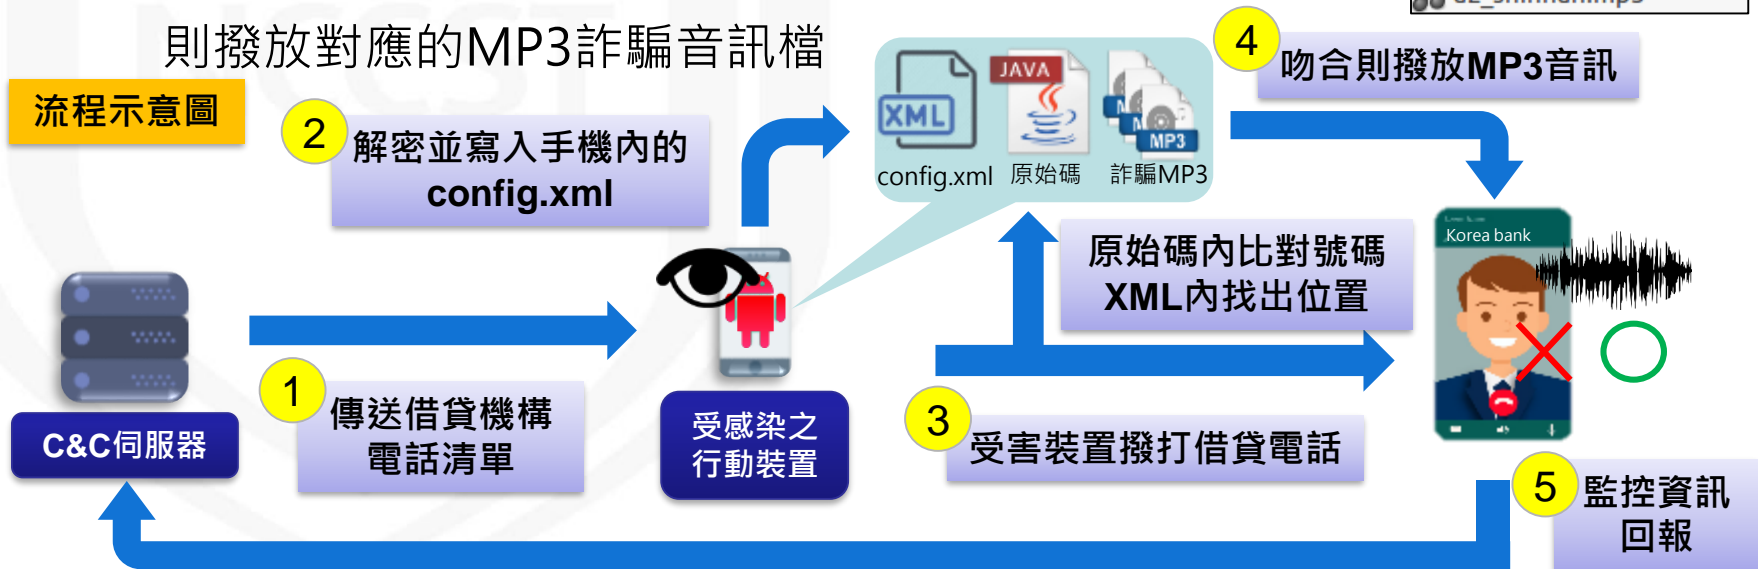 則撥放對應的MP3詐騙音訊檔
流程示意圖
2
解密並寫入手機內的
config.xml
XML
JAVA
MP3
config.xml
原始碼
詐騙MP3
4
吻合則撥放MP3音訊
Korea bank
原始碼內比對號碼
XML內找出位置
1
傳送借貸機構
電話清單
C&C伺服器
受感染之
行動裝置
3
受害裝置撥打借貸電話
5
監控資訊
回報